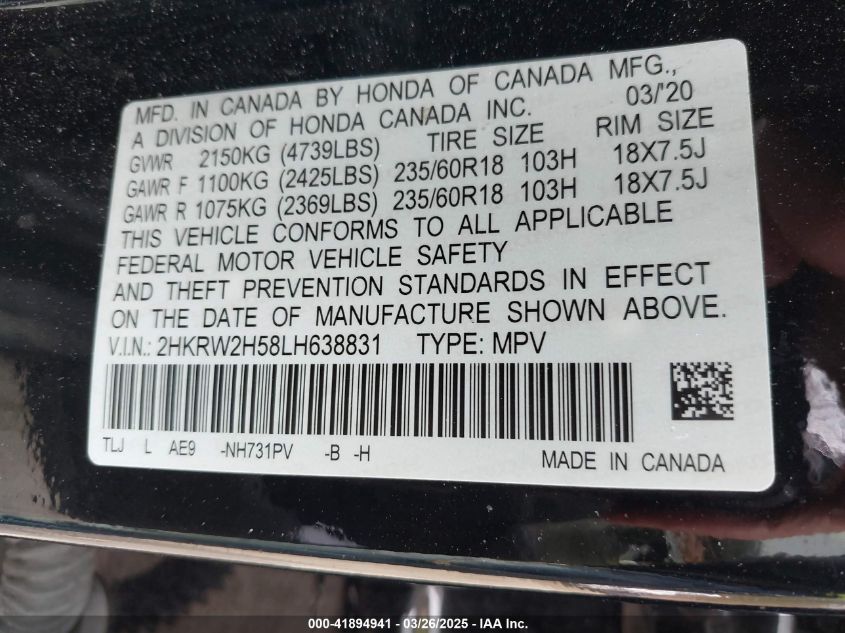 MFD. IN CANADA BY HONDA OF CANADA MFG.,
A DIVISION OF HONDA CANADA INC. 03/'20
GVWR 2150KG (4739LBS) TIRE SIZE RIM SIZE
GAWR F 1100KG (2425LBS) 235/60R18 103H 18X7.5J
GAWR R 1075KG (2369LBS) 235/60R18 103H 18X7.5J
THIS VEHICLE CONFORMS TO ALL APPLICABLE
FEDERAL MOTOR VEHICLE SAFETY
AND THEFT PREVENTION STANDARDS IN EFFECT
ON THE DATE OF MANUFACTURE SHOWN ABOVE.
V.I.N.: 2HKRW2H58LH638831 TYPE: MPV
TLJ L AE9 -NH731PV -B -H
MADE IN CANADA
000-41894941 - 03/26/2025 - IAA Inc.